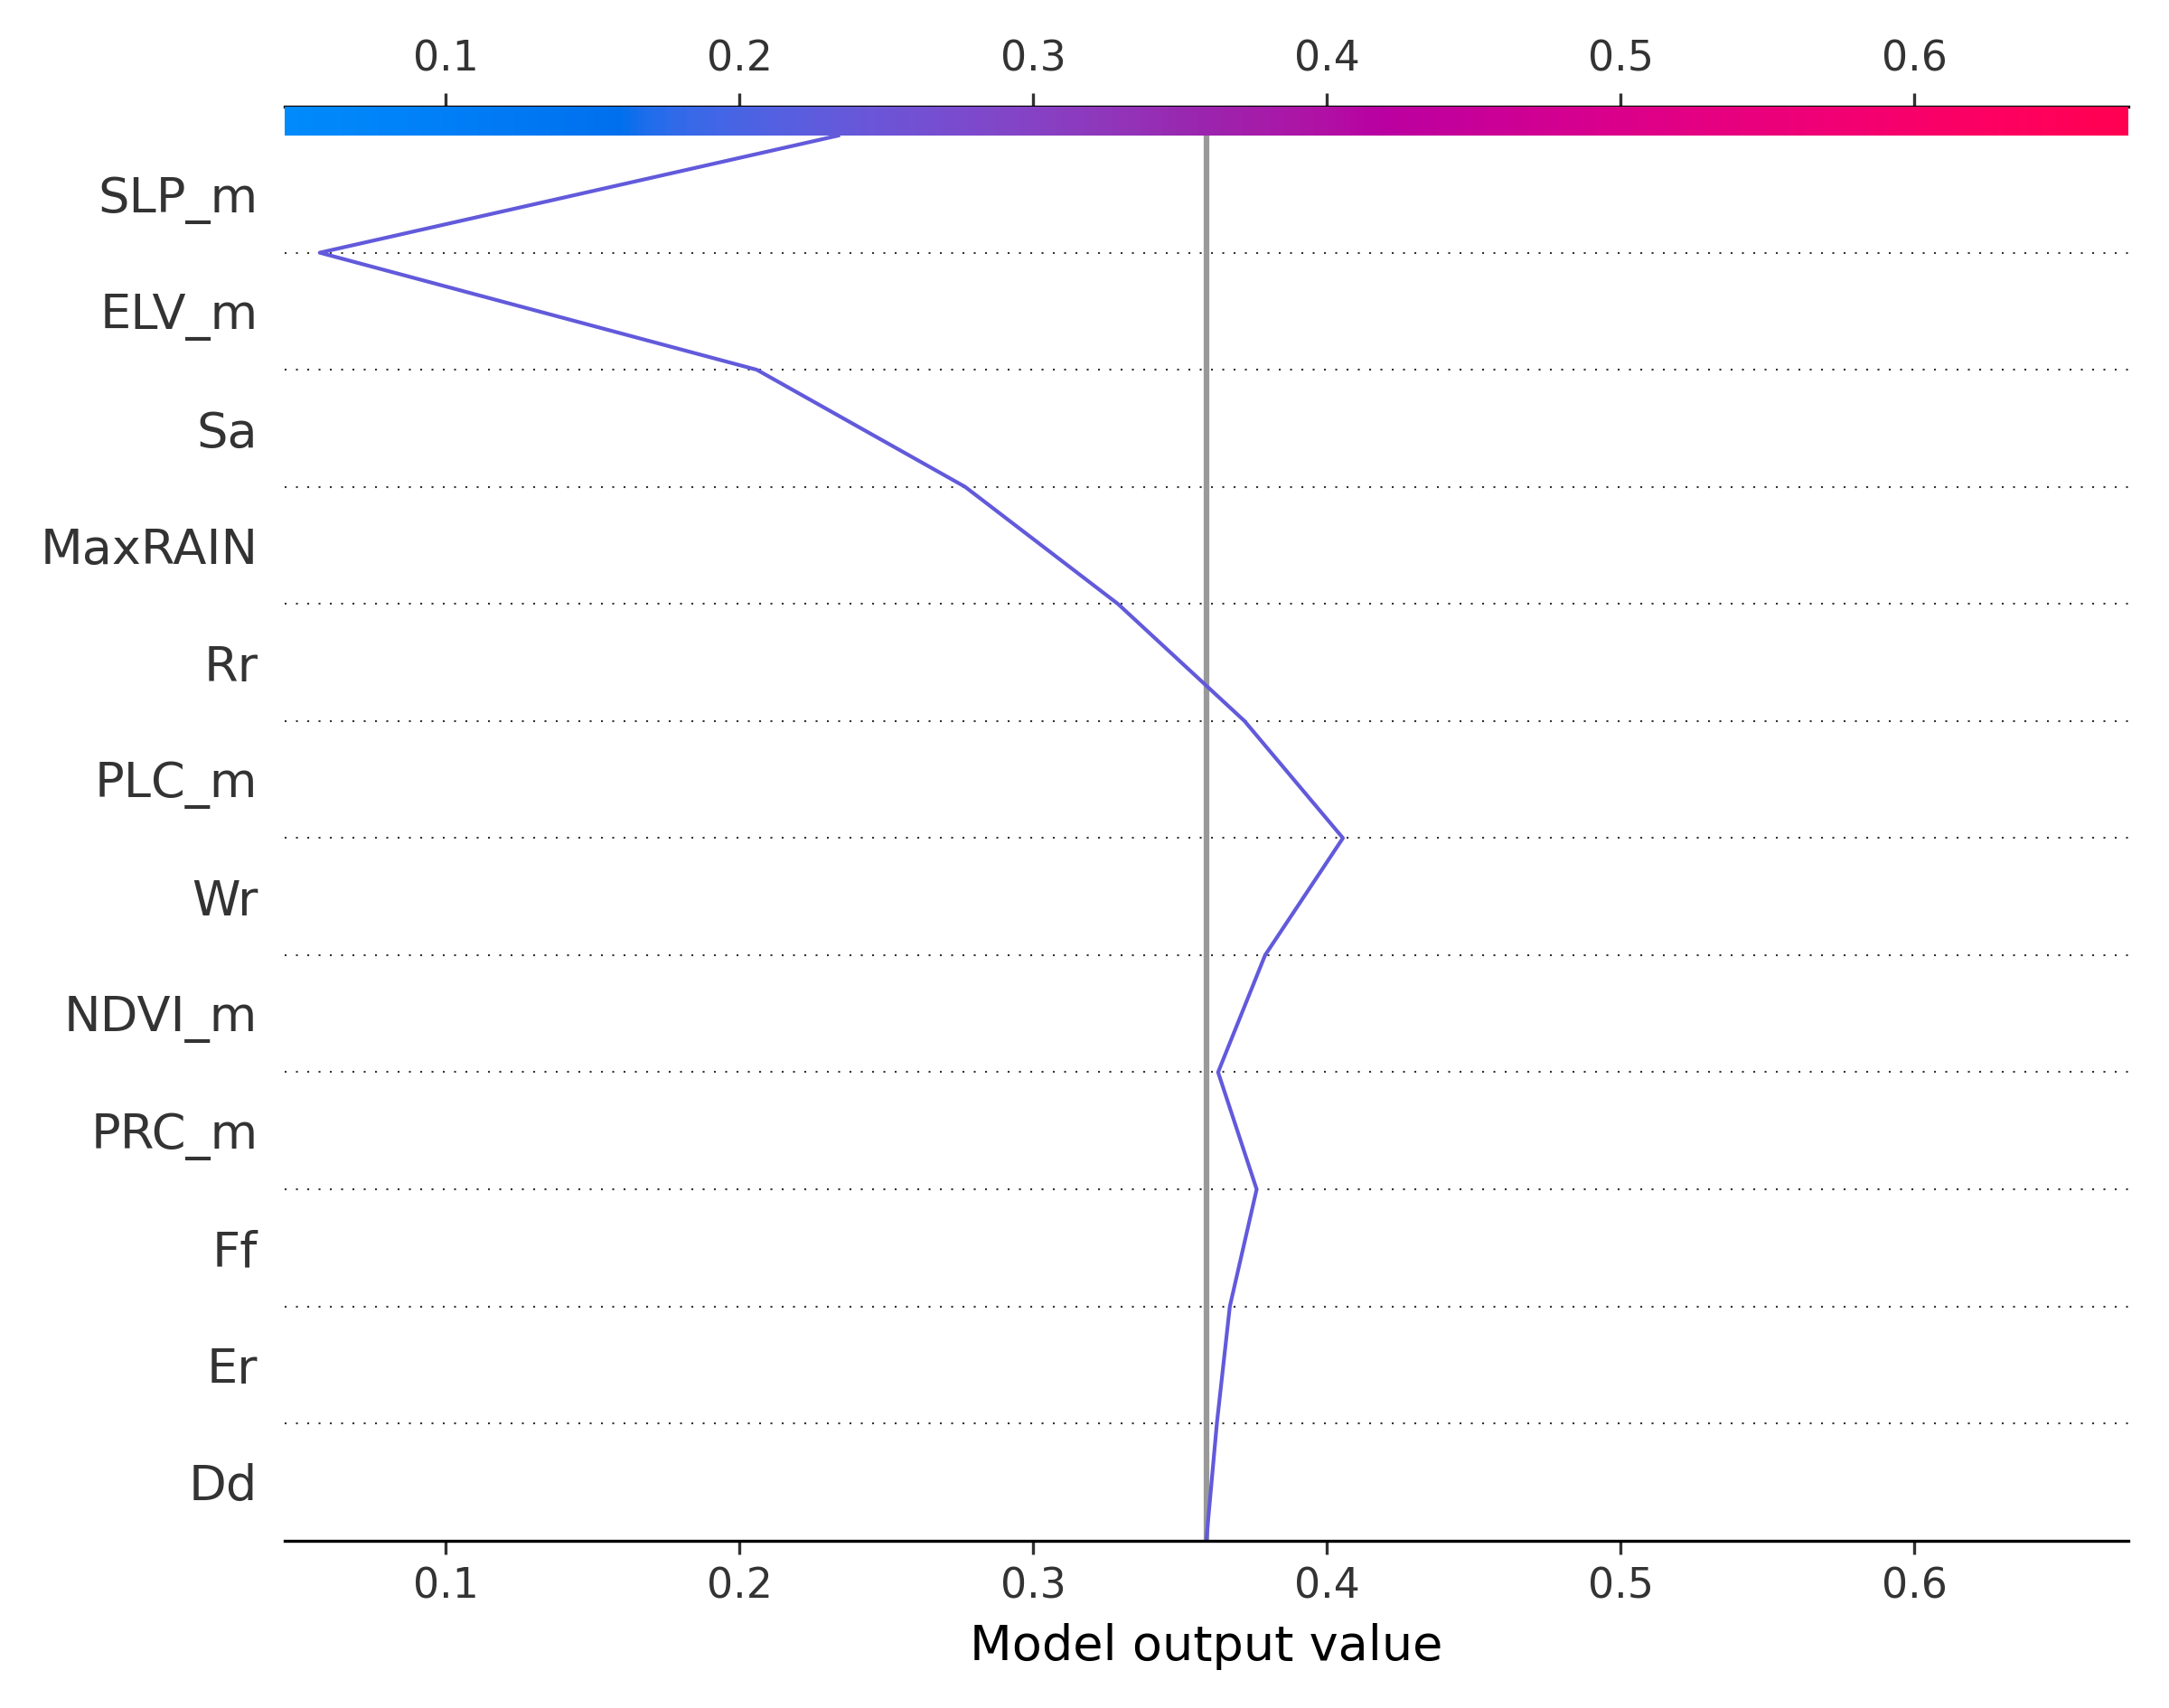 0.1 0.2 0.3 0.4 0.5 0.6
SLP_m
ELV_m
Sa
MaxRAIN
Rr
PLC_m
Wr
NDVI_m
PRC_m
Ff
Er
Dd
0.1 0.2 0.3 0.4 0.5 0.6
Model output value